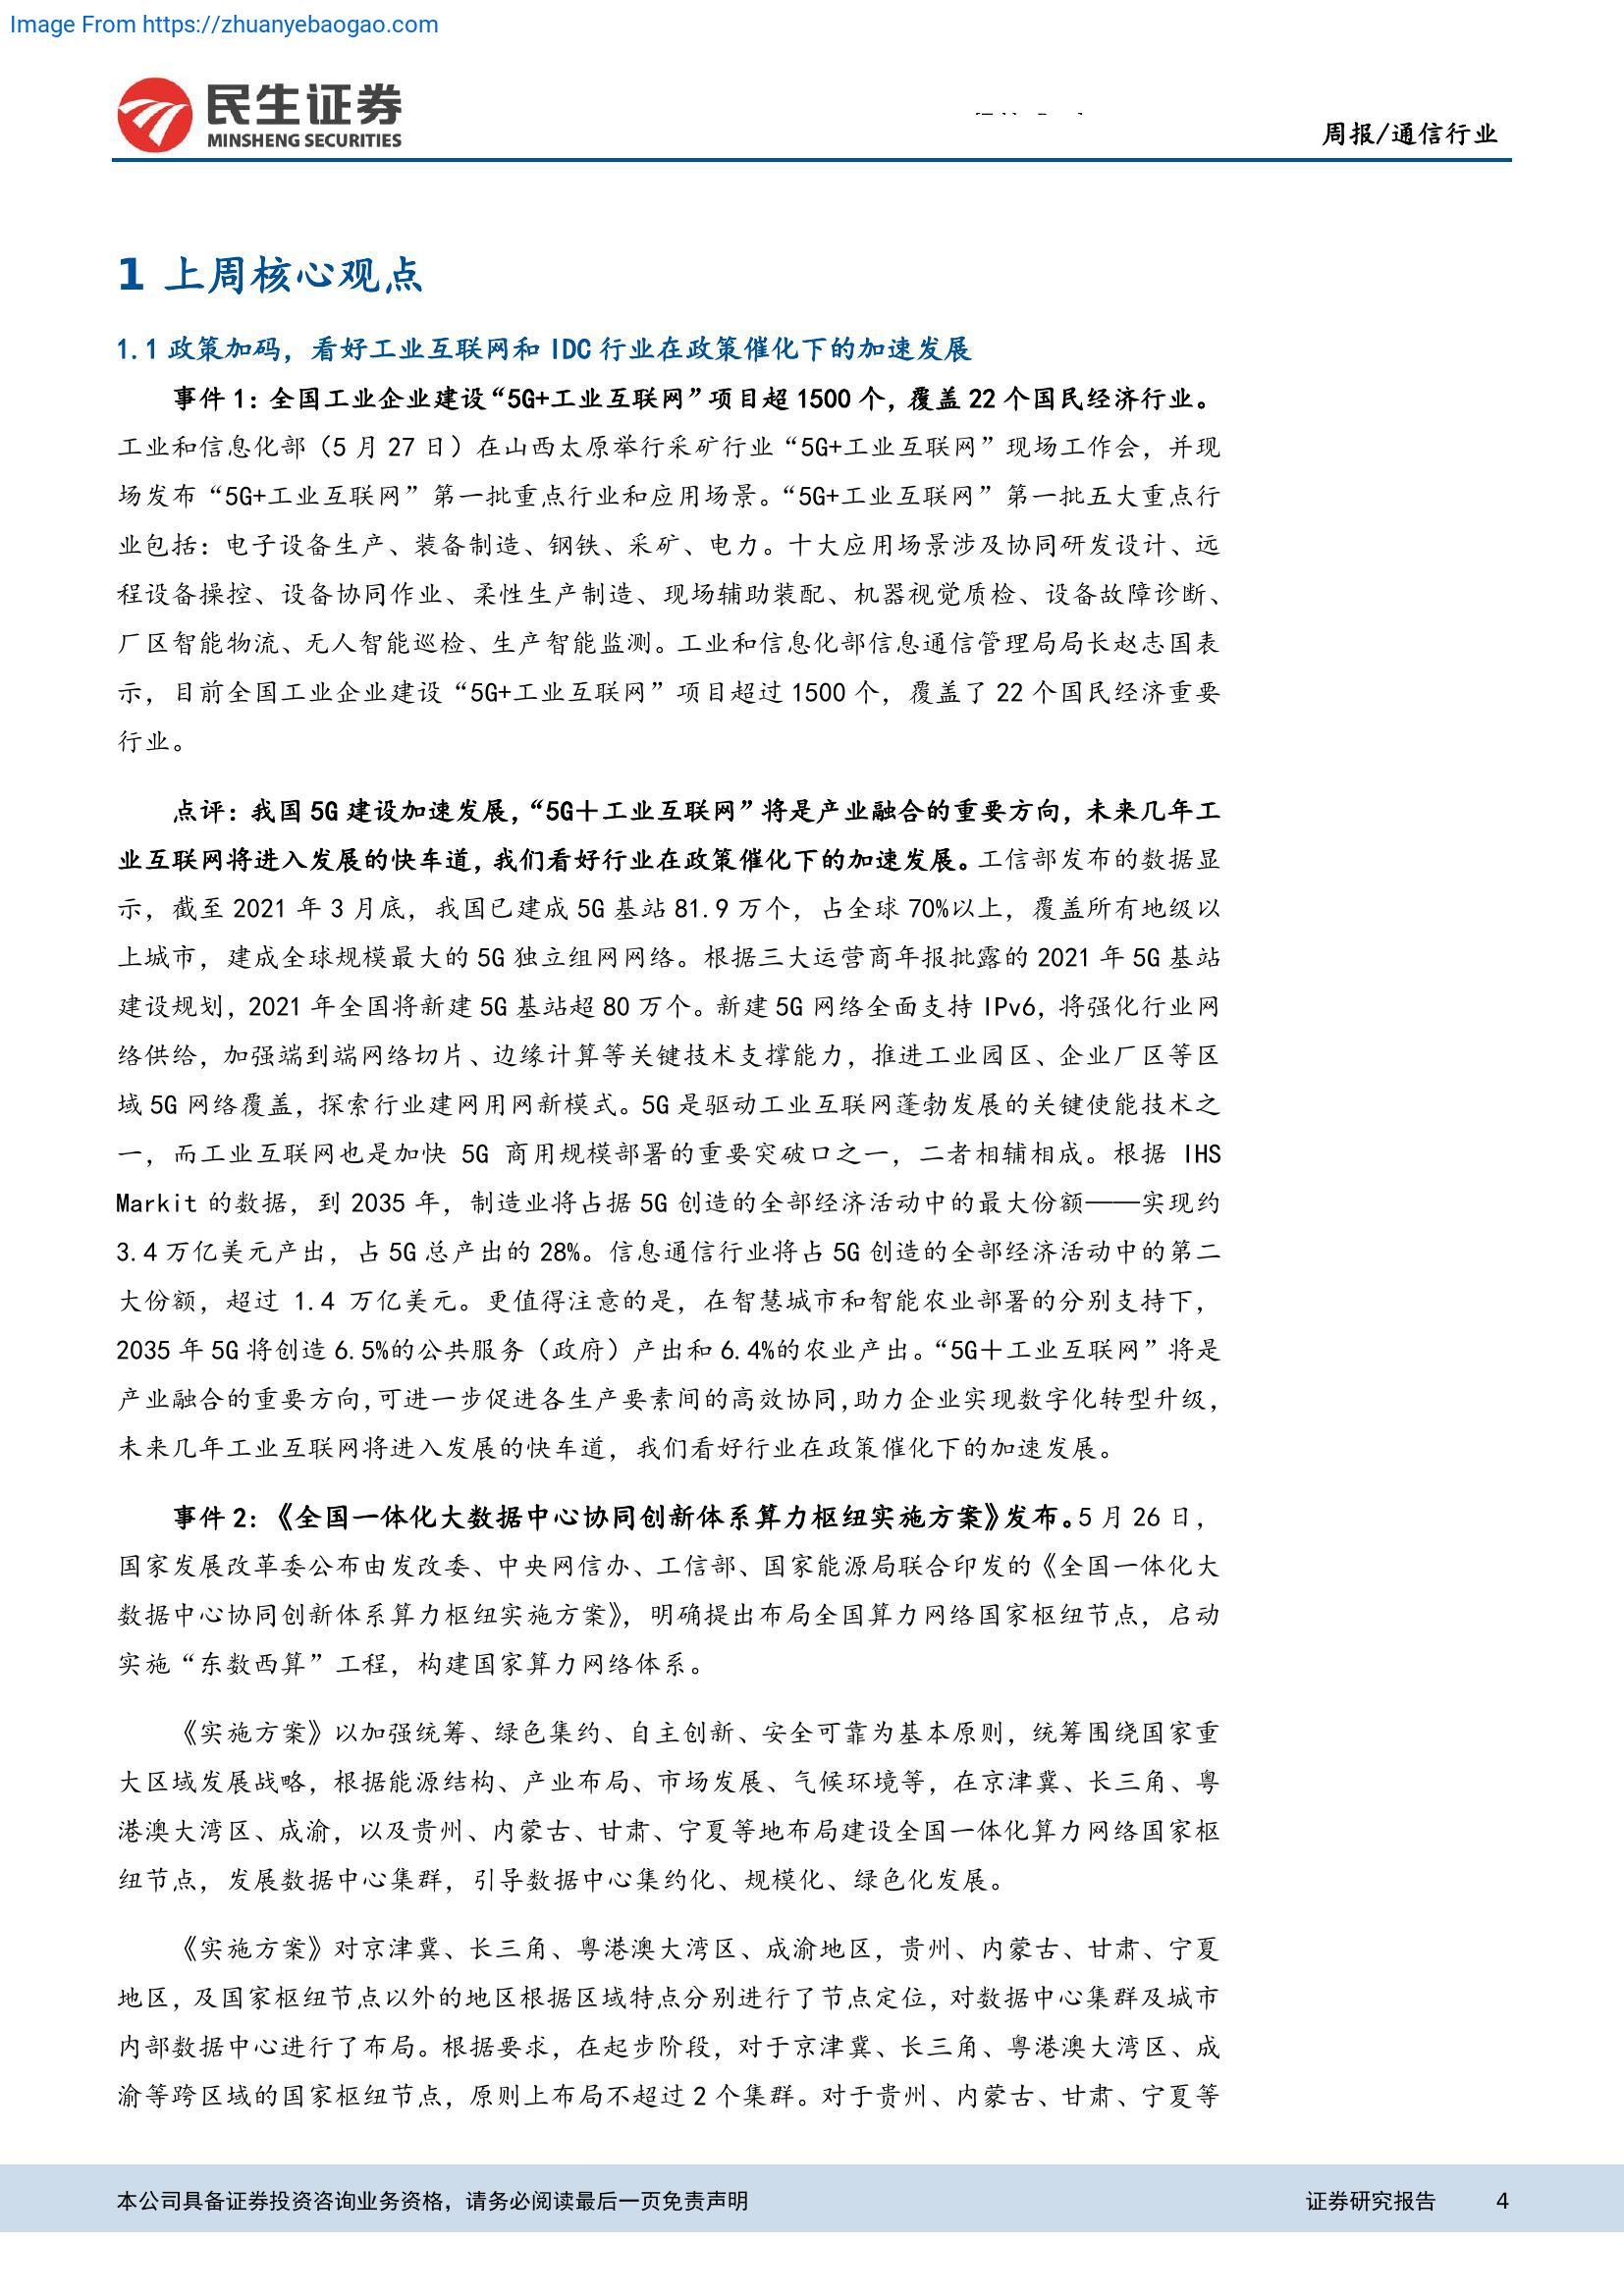 Image From https://zhuanyebaogao.com
民生证券
MINSHENG SECURITIES
周报/通信行业
1 上周核心观点
1.1 政策加码，看好工业互联网和 IDC 行业在政策催化下的加速发展
事件 1：全国工业企业建设“5G+工业互联网”项目超 1500 个，覆盖 22 个国民经济行业。
工业和信息化部（5 月 27 日）在山西太原举行采矿行业“5G+工业互联网”现场工作会，并现
场发布“5G+工业互联网”第一批重点行业和应用场景。“5G+工业互联网”第一批五大重点行
业包括：电子设备生产、装备制造、钢铁、采矿、电力。十大应用场景涉及协同研发设计、远
程设备操控、设备协同作业、柔性生产制造、现场辅助装配、机器视觉质检、设备故障诊断、
厂区智能物流、无人智能巡检、生产智能监测。工业和信息化部信息通信管理局局长赵志国表
示，目前全国工业企业建设“5G+工业互联网”项目超过 1500 个，覆盖了 22 个国民经济重要
行业。
点评：我国 5G 建设加速发展，“5G＋工业互联网”将是产业融合的重要方向，未来几年工
业互联网将进入发展的快车道，我们看好行业在政策催化下的加速发展。工信部发布的数据显
示，截至 2021 年 3 月底，我国已建成 5G 基站 81.9 万个，占全球 70%以上，覆盖所有地级以
上城市，建成全球规模最大的 5G 独立组网网络。根据三大运营商年报批露的 2021 年 5G 基站
建设规划，2021 年全国将新建 5G 基站超 80 万个。新建 5G 网络全面支持 IPv6，将强化行业网
络供给，加强端到端网络切片、边缘计算等关键技术支撑能力，推进工业园区、企业厂区等区
域 5G 网络覆盖，探索行业建网用网新模式。5G 是驱动工业互联网蓬勃发展的关键使能技术之
一，而工业互联网也是加快 5G 商用规模部署的重要突破口之一，二者相辅相成。根据 IHS
Markit 的数据，到 2035 年，制造业将占据 5G 创造的全部经济活动中的最大份额——实现约
3.4 万亿美元产出，占 5G 总产出的 28%。信息通信行业将占 5G 创造的全部经济活动中的第二
大份额，超过 1.4 万亿美元。更值得注意的是，在智慧城市和智能农业部署的分别支持下，
2035 年 5G 将创造 6.5%的公共服务（政府）产出和 6.4%的农业产出。“5G＋工业互联网”将是
产业融合的重要方向，可进一步促进各生产要素间的高效协同，助力企业实现数字化转型升级，
未来几年工业互联网将进入发展的快车道，我们看好行业在政策催化下的加速发展。
事件 2：《全国一体化大数据中心协同创新体系算力枢纽实施方案》发布。5 月 26 日，
国家发展改革委公布由发改委、中央网信办、工信部、国家能源局联合印发的《全国一体化大
数据中心协同创新体系算力枢纽实施方案》，明确提出布局全国算力网络国家枢纽节点，启动
实施“东数西算”工程，构建国家算力网络体系。
《实施方案》以加强统筹、绿色集约、自主创新、安全可靠为基本原则，统筹围绕国家重
大区域发展战略，根据能源结构、产业布局、市场发展、气候环境等，在京津冀、长三角、粤
港澳大湾区、成渝，以及贵州、内蒙古、甘肃、宁夏等地布局建设全国一体化算力网络国家枢
纽节点，发展数据中心集群，引导数据中心集约化、规模化、绿色化发展。
《实施方案》对京津冀、长三角、粤港澳大湾区、成渝地区，贵州、内蒙古、甘肃、宁夏
地区，及国家枢纽节点以外的地区根据区域特点分别进行了节点定位，对数据中心集群及城市
内部数据中心进行了布局。根据要求，在起步阶段，对于京津冀、长三角、粤港澳大湾区、成
渝等跨区域的国家枢纽节点，原则上布局不超过 2 个集群。对于贵州、内蒙古、甘肃、宁夏等
本公司具备证券投资咨询业务资格，请务必阅读最后一页免责声明
证券研究报告 4